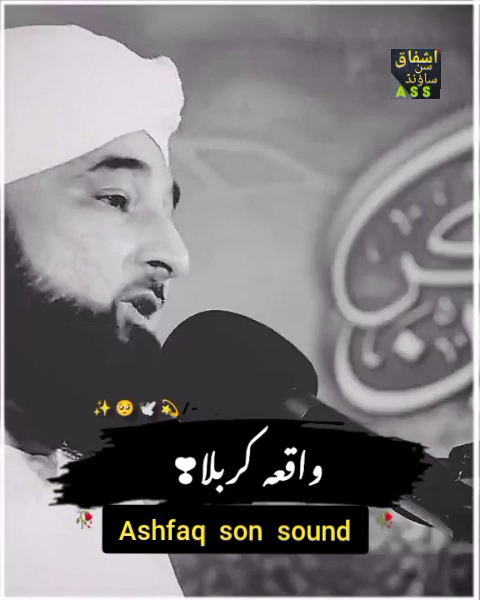 اشفاق
سن
ساؤنڈ
ASS
✨🥺🕊️💫/-
واقعہ کربلا❣
Ashfaq son sound